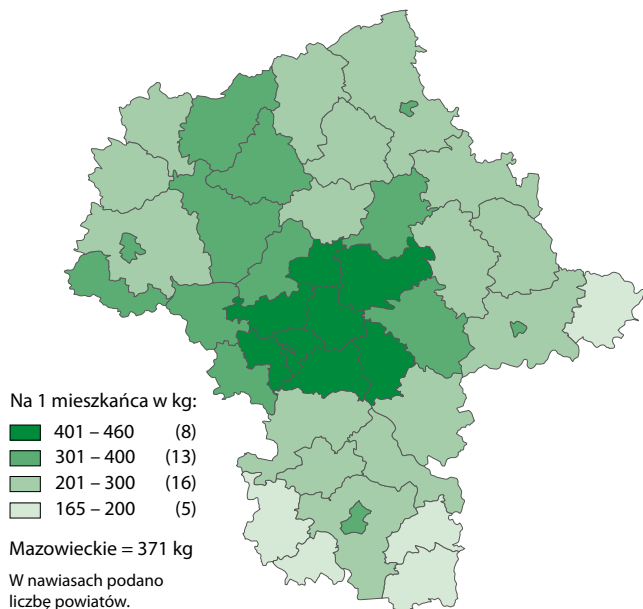 Na 1 mieszkańca w kg:
401 – 460 (8)
301 – 400 (13)
201 – 300 (16)
165 – 200 (5)
Mazowieckie = 371 kg
W nawiasach podano
liczbę powiatów.